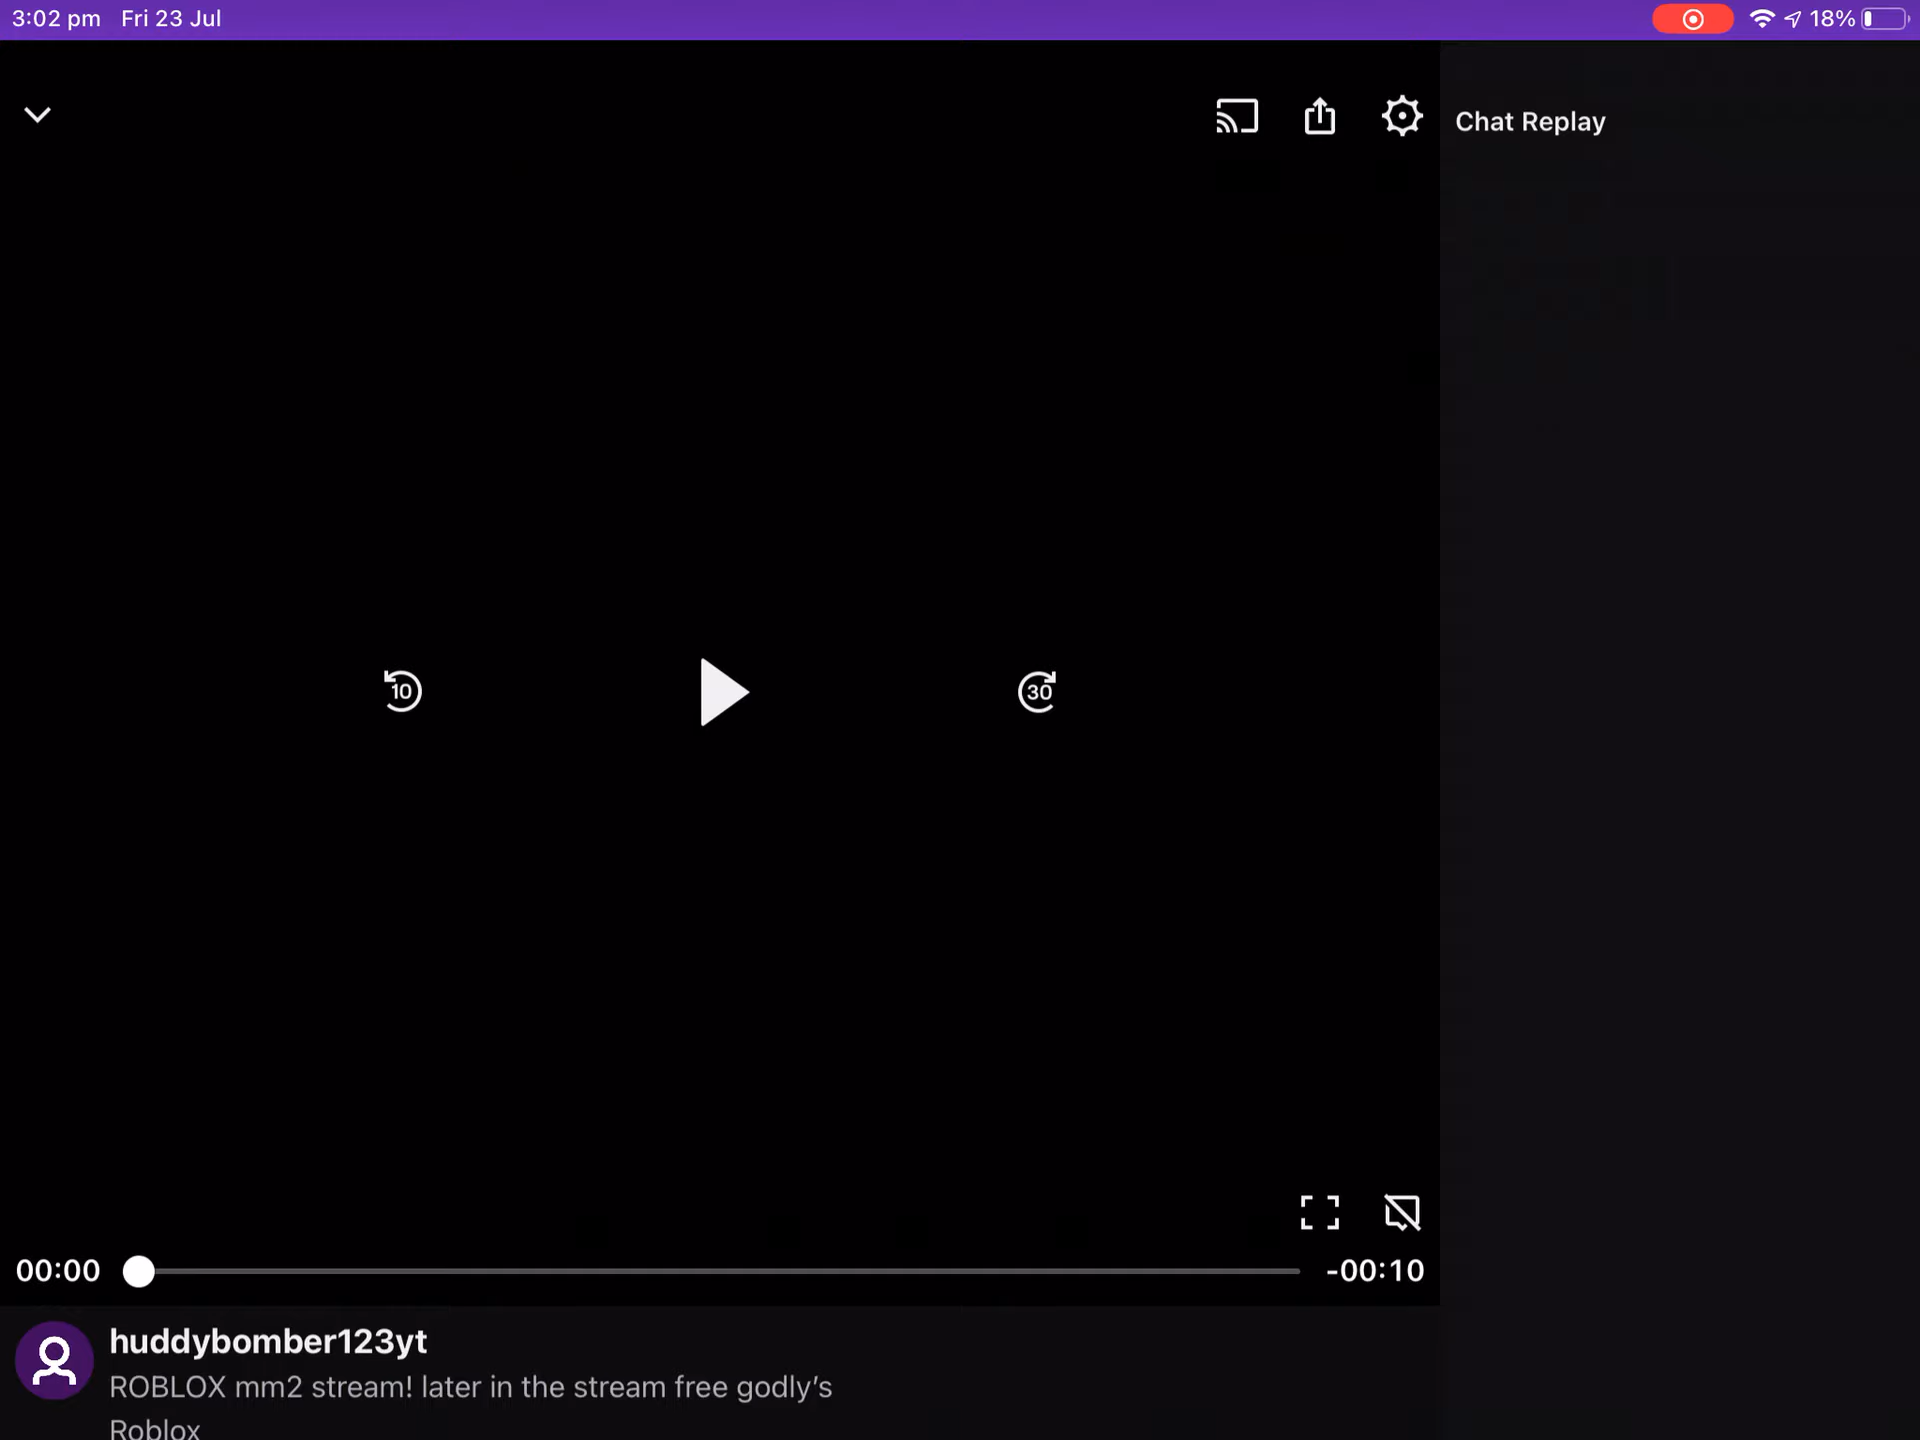 3:02 pm Fri 23 Jul
18%
Chat Replay
10
30
00:00
-00:10
huddybomber123yt
ROBLOX mm2 stream! later in the stream free godly’s
Roblox